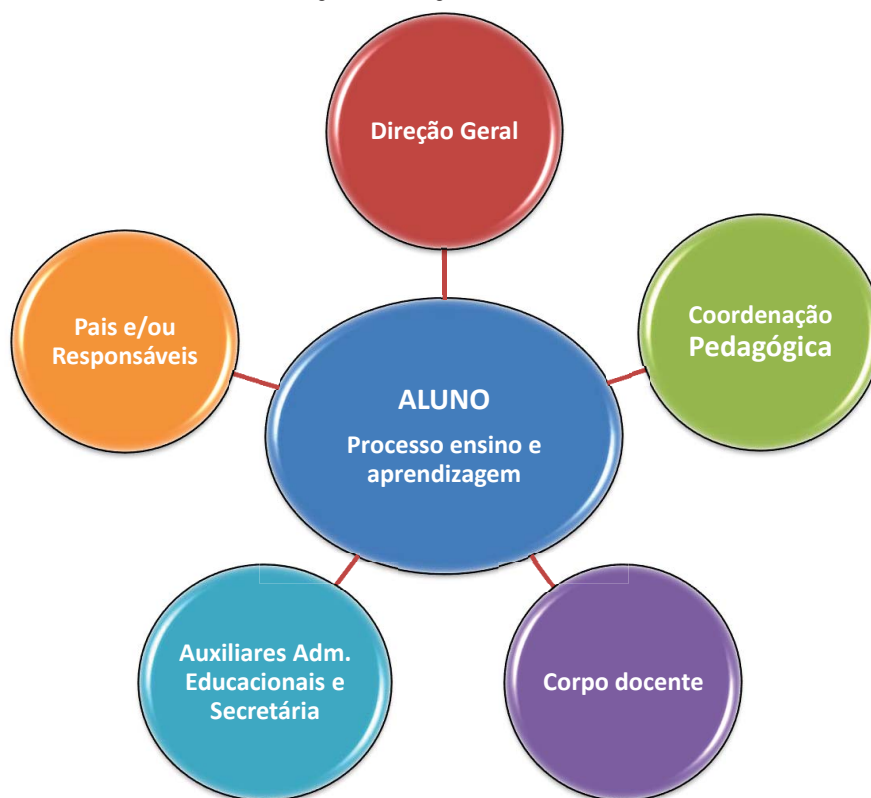 Direção Geral
Coordenação
Pedagógica
Pais e/ou
Responsáveis
ALUNO
Processo ensino e
aprendizagem
Auxiliares Adm.
Educacionais e
Secretária
Corpo docente